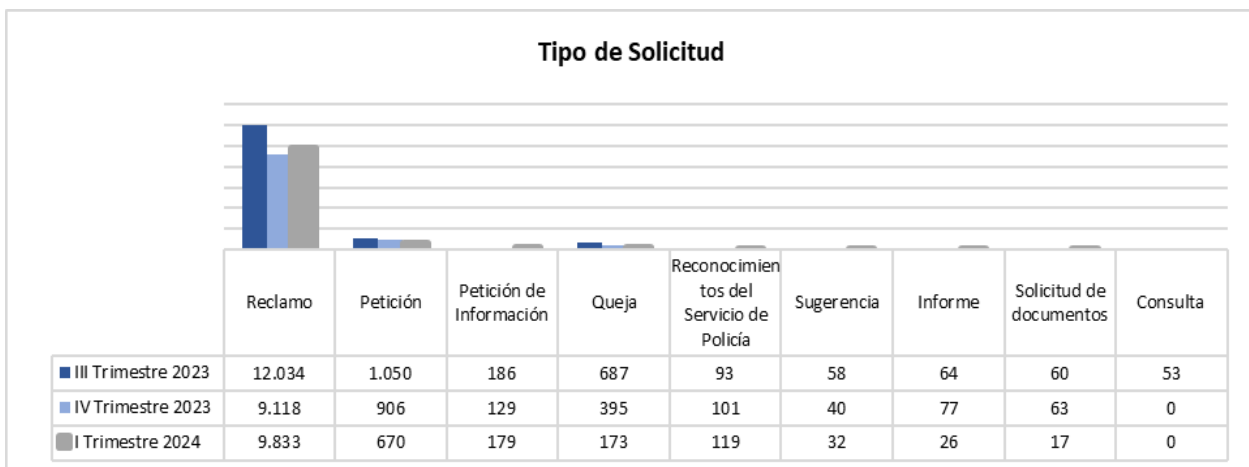 Tipo de Solicitud
Reclamo
Petición
Petición de
Información
Queja
Reconocimien
tos del
Servicio de
Policía
Sugerencia
Informe
Solicitud de
documentos
Consulta
III Trimestre 2023 12.034 1.050 186 687 93 58 64 60 53
IV Trimestre 2023 9.118 906 129 395 101 40 77 63 0
I Trimestre 2024 9.833 670 179 173 119 32 26 17 0